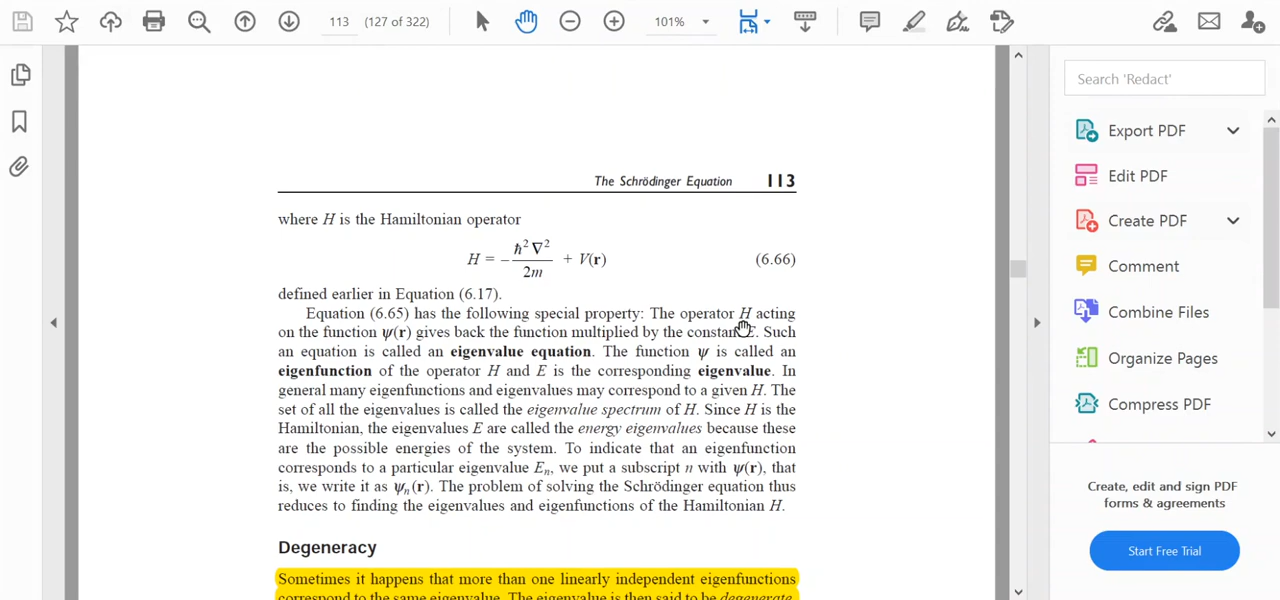 113 (127 of 322) 101%
Search 'Redact'
Export PDF
Edit PDF
Create PDF
Comment
Combine Files
Organize Pages
Compress PDF
Create, edit and sign PDF
forms & agreements
Start Free Trial
The Schrödinger Equation 113
where H is the Hamiltonian operator
H = - ħ² ∇² / 2m + V(r) (6.66)
defined earlier in Equation (6.17).
Equation (6.65) has the following special property: The operator H acting
on the function ψ(r) gives back the function multiplied by the constant E. Such
an equation is called an eigenvalue equation. The function ψ is called an
eigenfunction of the operator H and E is the corresponding eigenvalue. In
general many eigenfunctions and eigenvalues may correspond to a given H. The
set of all the eigenvalues is called the eigenvalue spectrum of H. Since H is the
Hamiltonian, the eigenvalues E are called the energy eigenvalues because these
are the possible energies of the system. To indicate that an eigenfunction
corresponds to a particular eigenvalue Eₙ, we put a subscript n with ψ(r), that
is, we write it as ψₙ(r). The problem of solving the Schrödinger equation thus
reduces to finding the eigenvalues and eigenfunctions of the Hamiltonian H.
Degeneracy
Sometimes it happens that more than one linearly independent eigenfunctions
correspond to the same eigenvalue. The eigenvalue is then said to be degenerate.